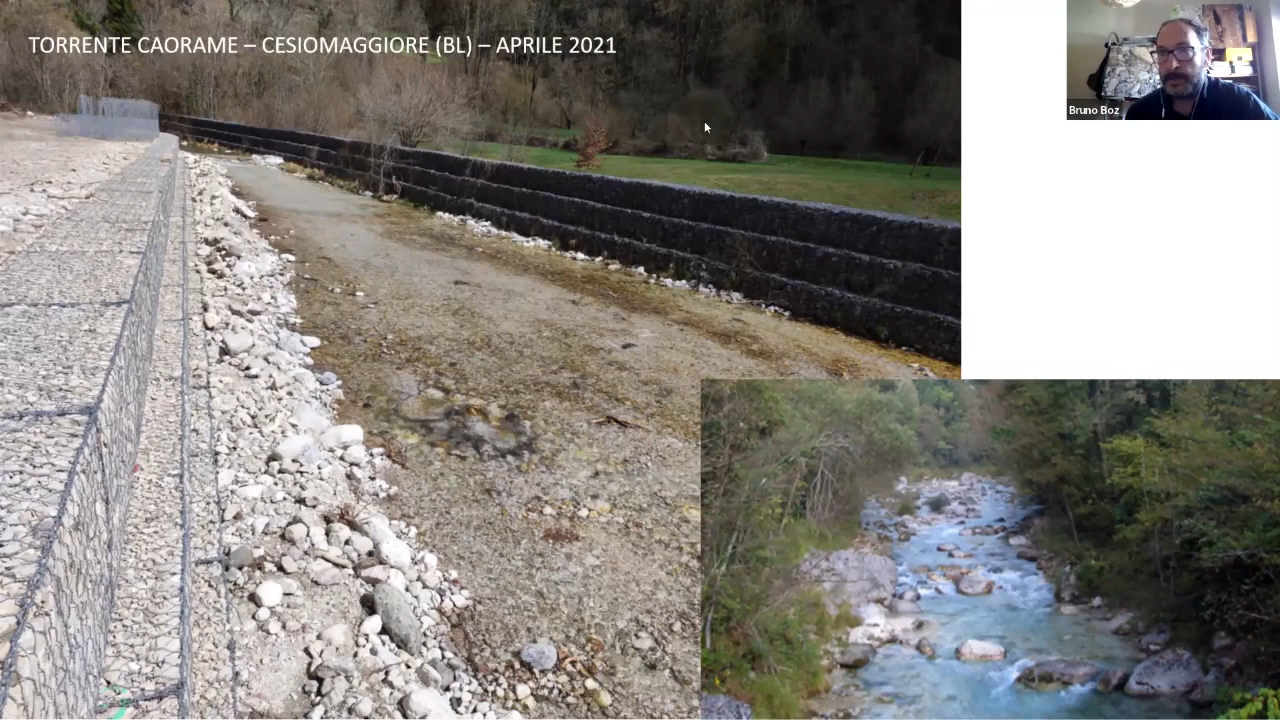 TORRENTE CAORAME – CESIOMAGGIORE (BL) – APRILE 2021
Bruno Boz